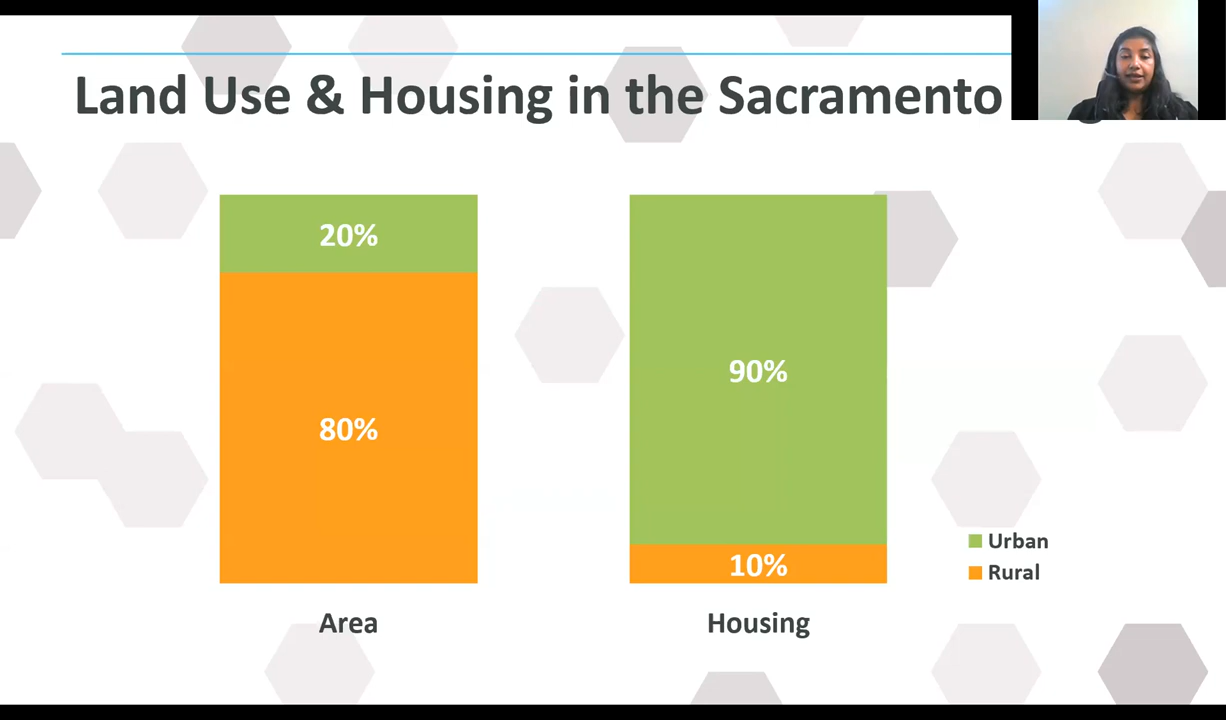 Land Use & Housing in the Sacramento
20%
80%
90%
10%
Urban
Rural
Area
Housing